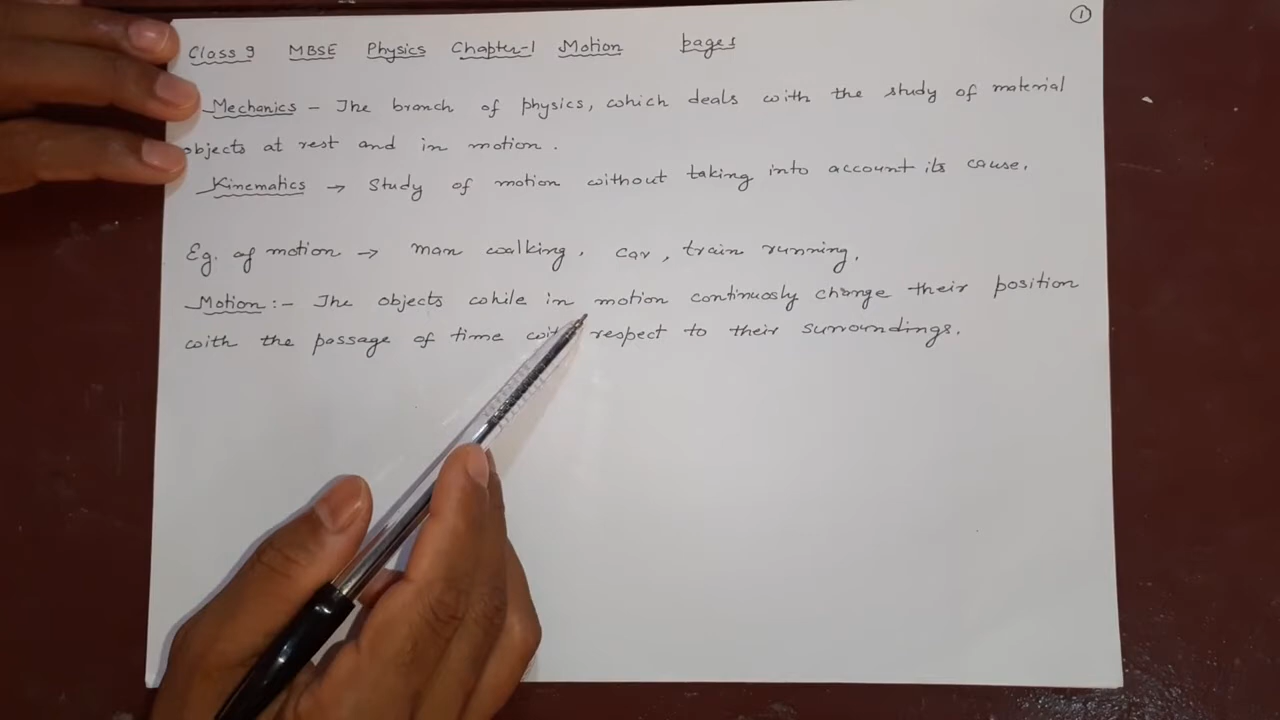 1
Class 9 MBSE Physics Chapter-1 Motion pages
Mechanics - The branch of physics, which deals with the study of material
objects at rest and in motion.
Kinematics → Study of motion without taking into account its cause.
Eg. of motion → man walking, car, train running.
Motion :- The objects while in motion continuosly change their position
with the passage of time with respect to their surroundings.